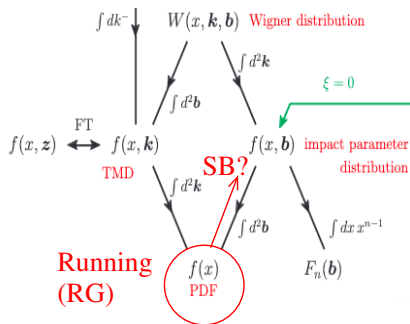 ∫dk⁻ W(x, k, b) Wigner distribution
∫d²b ∫d²k
ξ = 0
f(x, z) FT f(x, k) f(x, b) impact parameter
TMD SB? distribution
∫d²k ∫d²b ∫dx xⁿ⁻¹
Running f(x) Fₙ(b)
(RG) PDF